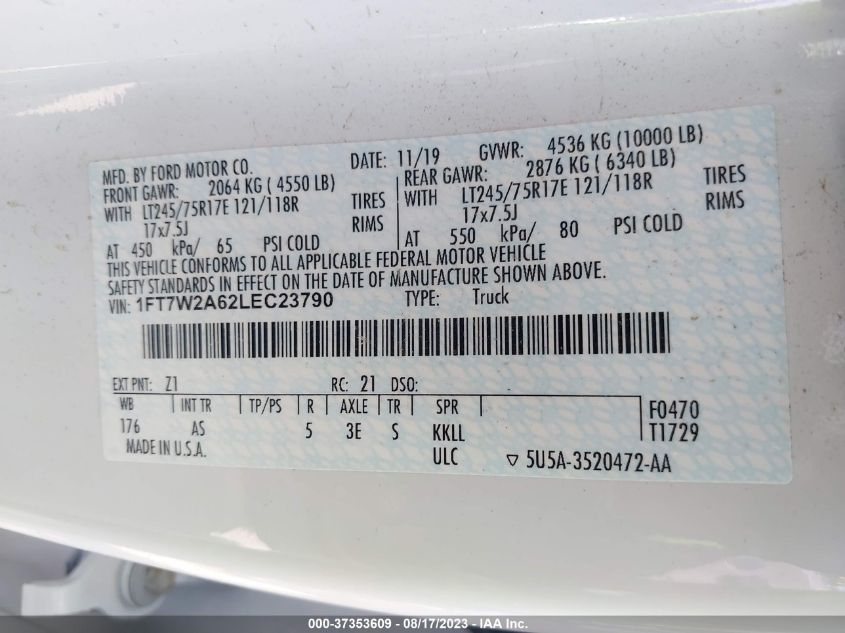 MFD. BY FORD MOTOR CO. DATE: 11/19 GVWR: 4536 KG (10000 LB)
FRONT GAWR: 2064 KG ( 4550 LB) REAR GAWR: 2876 KG ( 6340 LB)
WITH LT245/75R17E 121/118R TIRES WITH LT245/75R17E 121/118R TIRES
17x7.5J RIMS 17x7.5J RIMS
AT 450 kPa/ 65 PSI COLD AT 550 kPa/ 80 PSI COLD
THIS VEHICLE CONFORMS TO ALL APPLICABLE FEDERAL MOTOR VEHICLE
SAFETY STANDARDS IN EFFECT ON THE DATE OF MANUFACTURE SHOWN ABOVE.
VIN: 1FT7W2A62LEC23790 TYPE: Truck
EXT PNT: Z1 RC: 21 DSO:
WB INT TR TP/PS R AXLE TR SPR F0470
176 AS 5 3E S KKLL T1729
MADE IN U.S.A. ULC ▽ 5U5A-3520472-AA
000-37353609 - 08/17/2023 - IAA Inc.